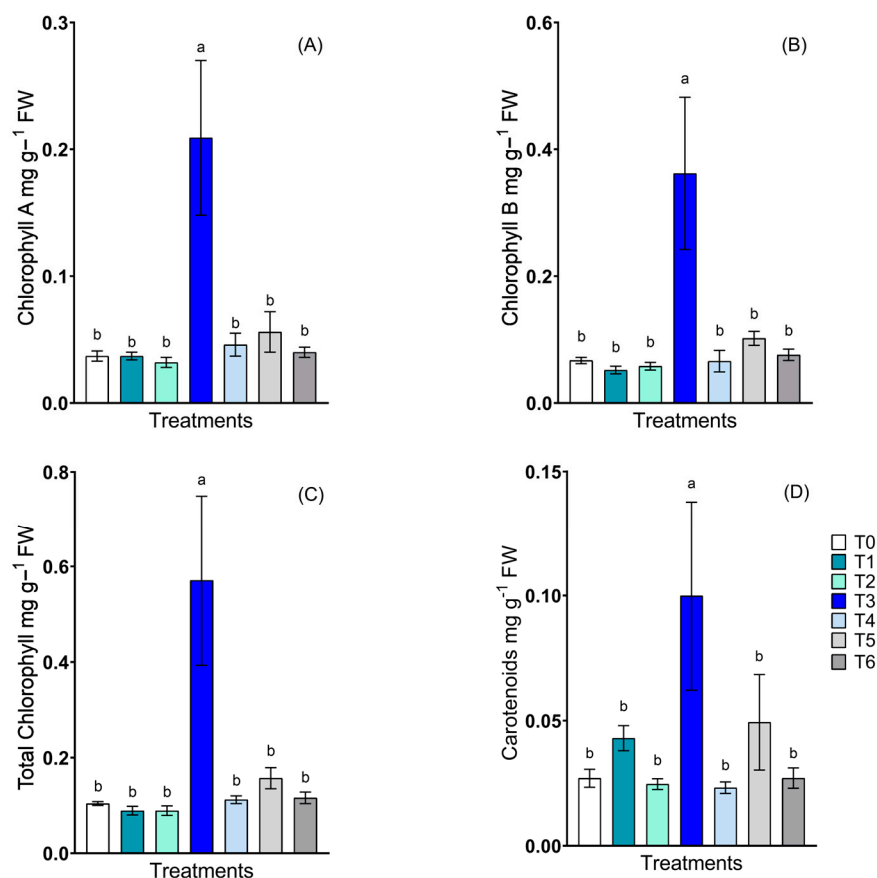 0.3
0.2
0.1
0.0
Chlorophyll A mg g⁻¹ FW
(A)
b
b
b
a
b
b
b
Treatments
0.6
0.4
0.2
0.0
Chlorophyll B mg g⁻¹ FW
(B)
b
b
b
a
b
b
b
Treatments
0.8
0.6
0.4
0.2
0.0
Total Chlorophyll mg g⁻¹ FW
(C)
b
b
b
a
b
b
b
Treatments
0.15
0.10
0.05
0.00
Carotenoids mg g⁻¹ FW
(D)
b
b
b
a
b
b
b
Treatments
T0
T1
T2
T3
T4
T5
T6